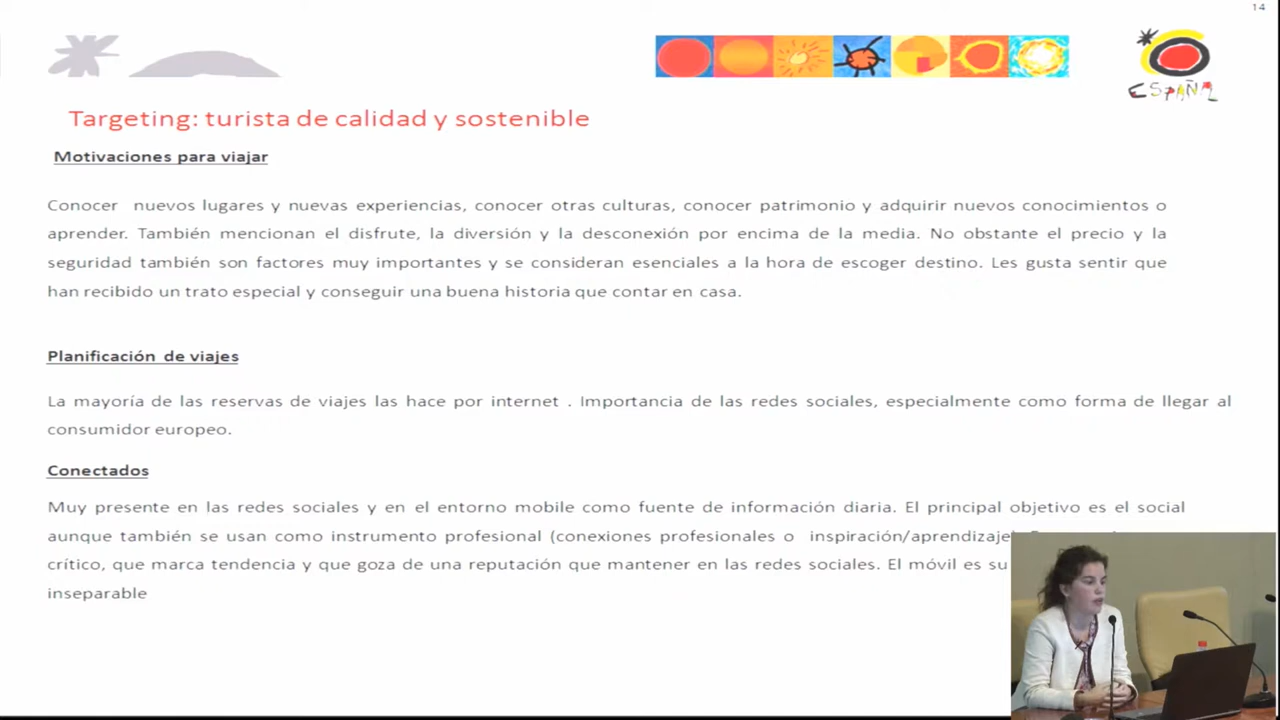 14
ESPAÑA
Targeting: turista de calidad y sostenible
Motivaciones para viajar
Conocer nuevos lugares y nuevas experiencias, conocer otras culturas, conocer patrimonio y adquirir nuevos conocimientos o
aprender. También mencionan el disfrute, la diversión y la desconexión por encima de la media. No obstante el precio y la
seguridad también son factores muy importantes y se consideran esenciales a la hora de escoger destino. Les gusta sentir que
han recibido un trato especial y conseguir una buena historia que contar en casa.
Planificación de viajes
La mayoría de las reservas de viajes las hace por internet . Importancia de las redes sociales, especialmente como forma de llegar al
consumidor europeo.
Conectados
Muy presente en las redes sociales y en el entorno mobile como fuente de información diaria. El principal objetivo es el social
aunque también se usan como instrumento profesional (conexiones profesionales o inspiración/aprendizaje)
crítico, que marca tendencia y que goza de una reputación que mantener en las redes sociales. El móvil es su
inseparable